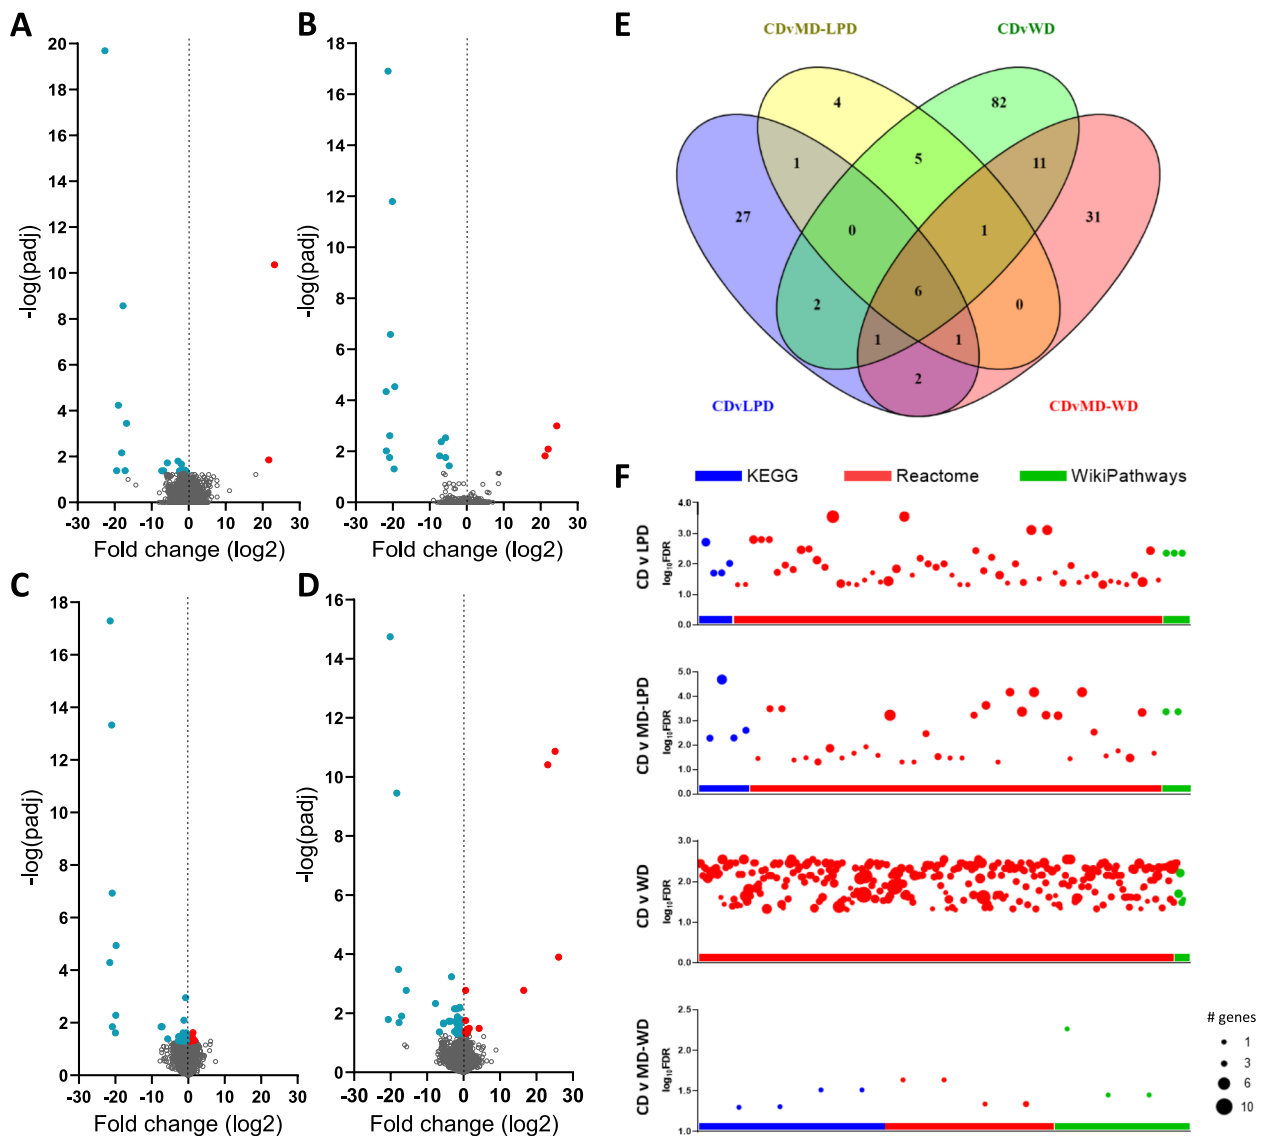 A
20
18
16
14
12
10
8
6
4
2
0
-log(padj)
-30 -20 -10 0 10 20 30
Fold change (log2)
B
18
16
14
12
10
8
6
4
2
0
-log(padj)
-30 -20 -10 0 10 20 30
Fold change (log2)
C
18
16
14
12
10
8
6
4
2
0
-log(padj)
-30 -20 -10 0 10 20 30
Fold change (log2)
D
16
14
12
10
8
6
4
2
0
-log(padj)
-30 -20 -10 0 10 20 30
Fold change (log2)
E
CDvMD-LPD
CDvWD
4
82
1
5
11
27
0
1
31
2
6
0
1
1
2
CDvLPD
CDvMD-WD
F
KEGG
Reactome
WikiPathways
CD v LPD
log10FDR
4.0
3.0
2.0
1.0
0.0
CD v MD-LPD
log10FDR
5.0
4.0
3.0
2.0
1.0
0.0
CD v WD
log10FDR
3.0
2.0
1.0
0.0
CD v MD-WD
log10FDR
2.5
2.0
1.5
1.0
# genes
1
3
6
10